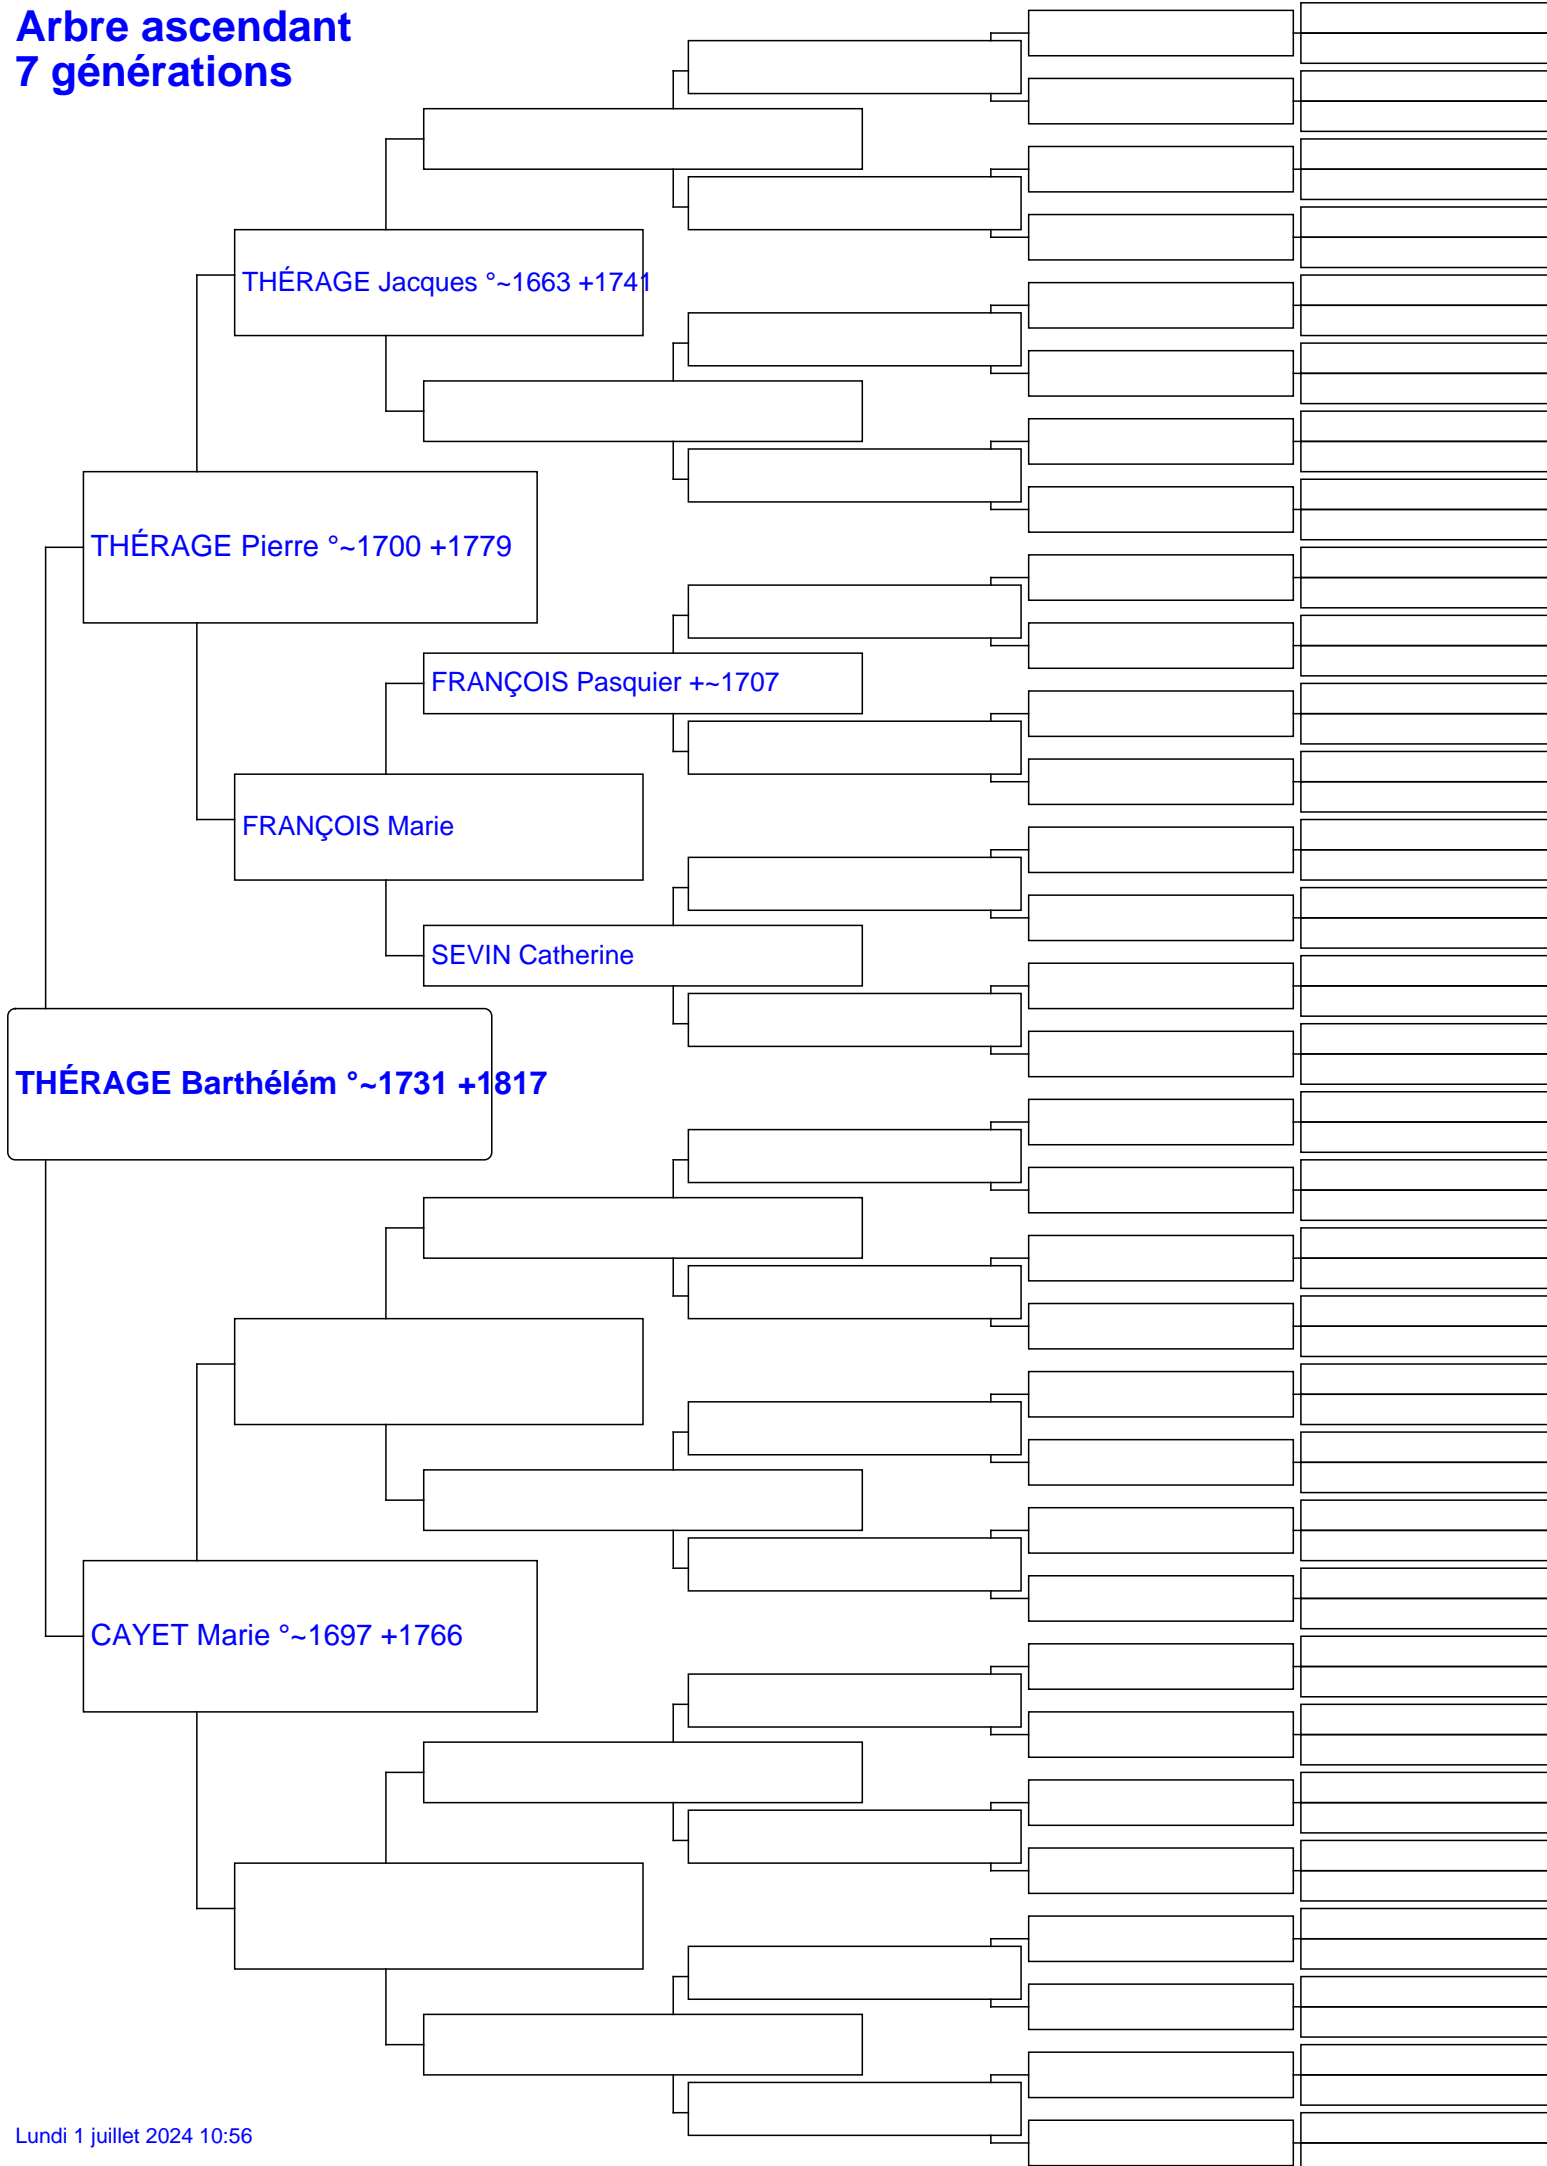 Arbre ascendant
7 générations
THÉRAGE Jacques °~1663 +1741
THÉRAGE Pierre °~1700 +1779
FRANÇOIS Pasquier +~1707
FRANÇOIS Marie
SEVIN Catherine
THÉRAGE Barthélém °~1731 +1817
CAYET Marie °~1697 +1766
Lundi 1 juillet 2024 10:56